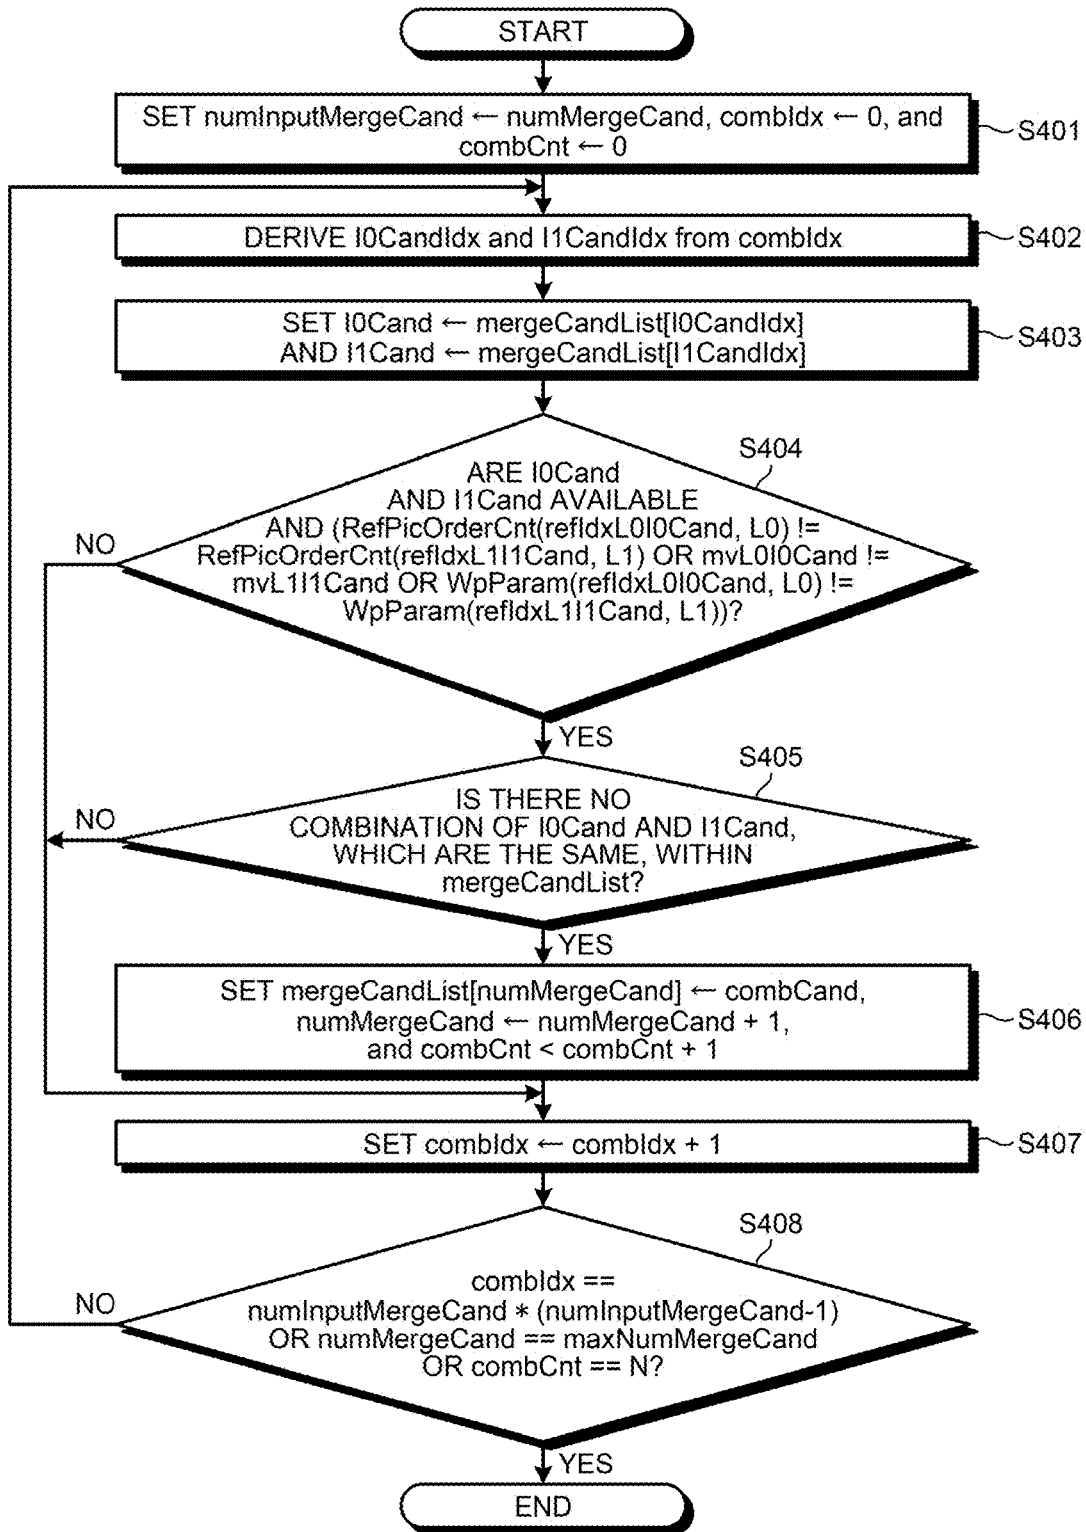 START
SET numInputMergeCand ← numMergeCand, combIdx ← 0, and
combCnt ← 0
S401
DERIVE l0CandIdx and l1CandIdx from combIdx
S402
SET l0Cand ← mergeCandList[l0CandIdx]
AND l1Cand ← mergeCandList[l1CandIdx]
S403
S404
ARE l0Cand
AND l1Cand AVAILABLE
AND (RefPicOrderCnt(refIdxL0l0Cand, L0) !=
RefPicOrderCnt(refIdxL1l1Cand, L1) OR mvL0l0Cand !=
mvL1l1Cand OR WpParam(refIdxL0l0Cand, L0) !=
WpParam(refIdxL1l1Cand, L1))?
NO
YES
S405
IS THERE NO
COMBINATION OF l0Cand AND l1Cand,
WHICH ARE THE SAME, WITHIN
mergeCandList?
NO
YES
SET mergeCandList[numMergeCand] ← combCand,
numMergeCand ← numMergeCand + 1,
and combCnt < combCnt + 1
S406
SET combIdx ← combIdx + 1
S407
S408
combIdx ==
numInputMergeCand * (numInputMergeCand-1)
OR numMergeCand == maxNumMergeCand
OR combCnt == N?
NO
YES
END